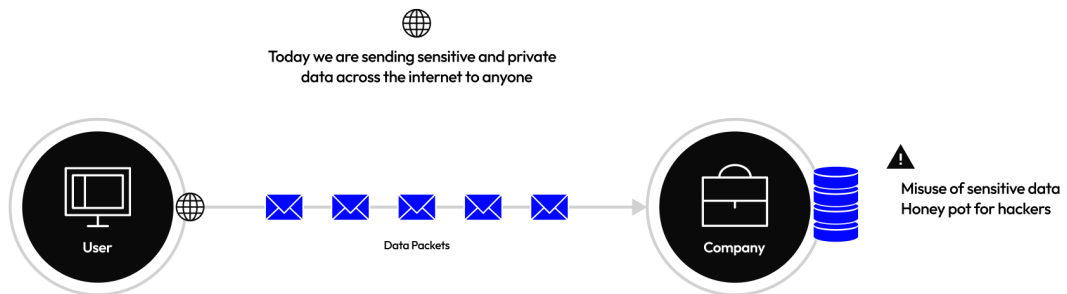 Today we are sending sensitive and private
data across the internet to anyone
User
Data Packets
Company
Misuse of sensitive data
Honey pot for hackers